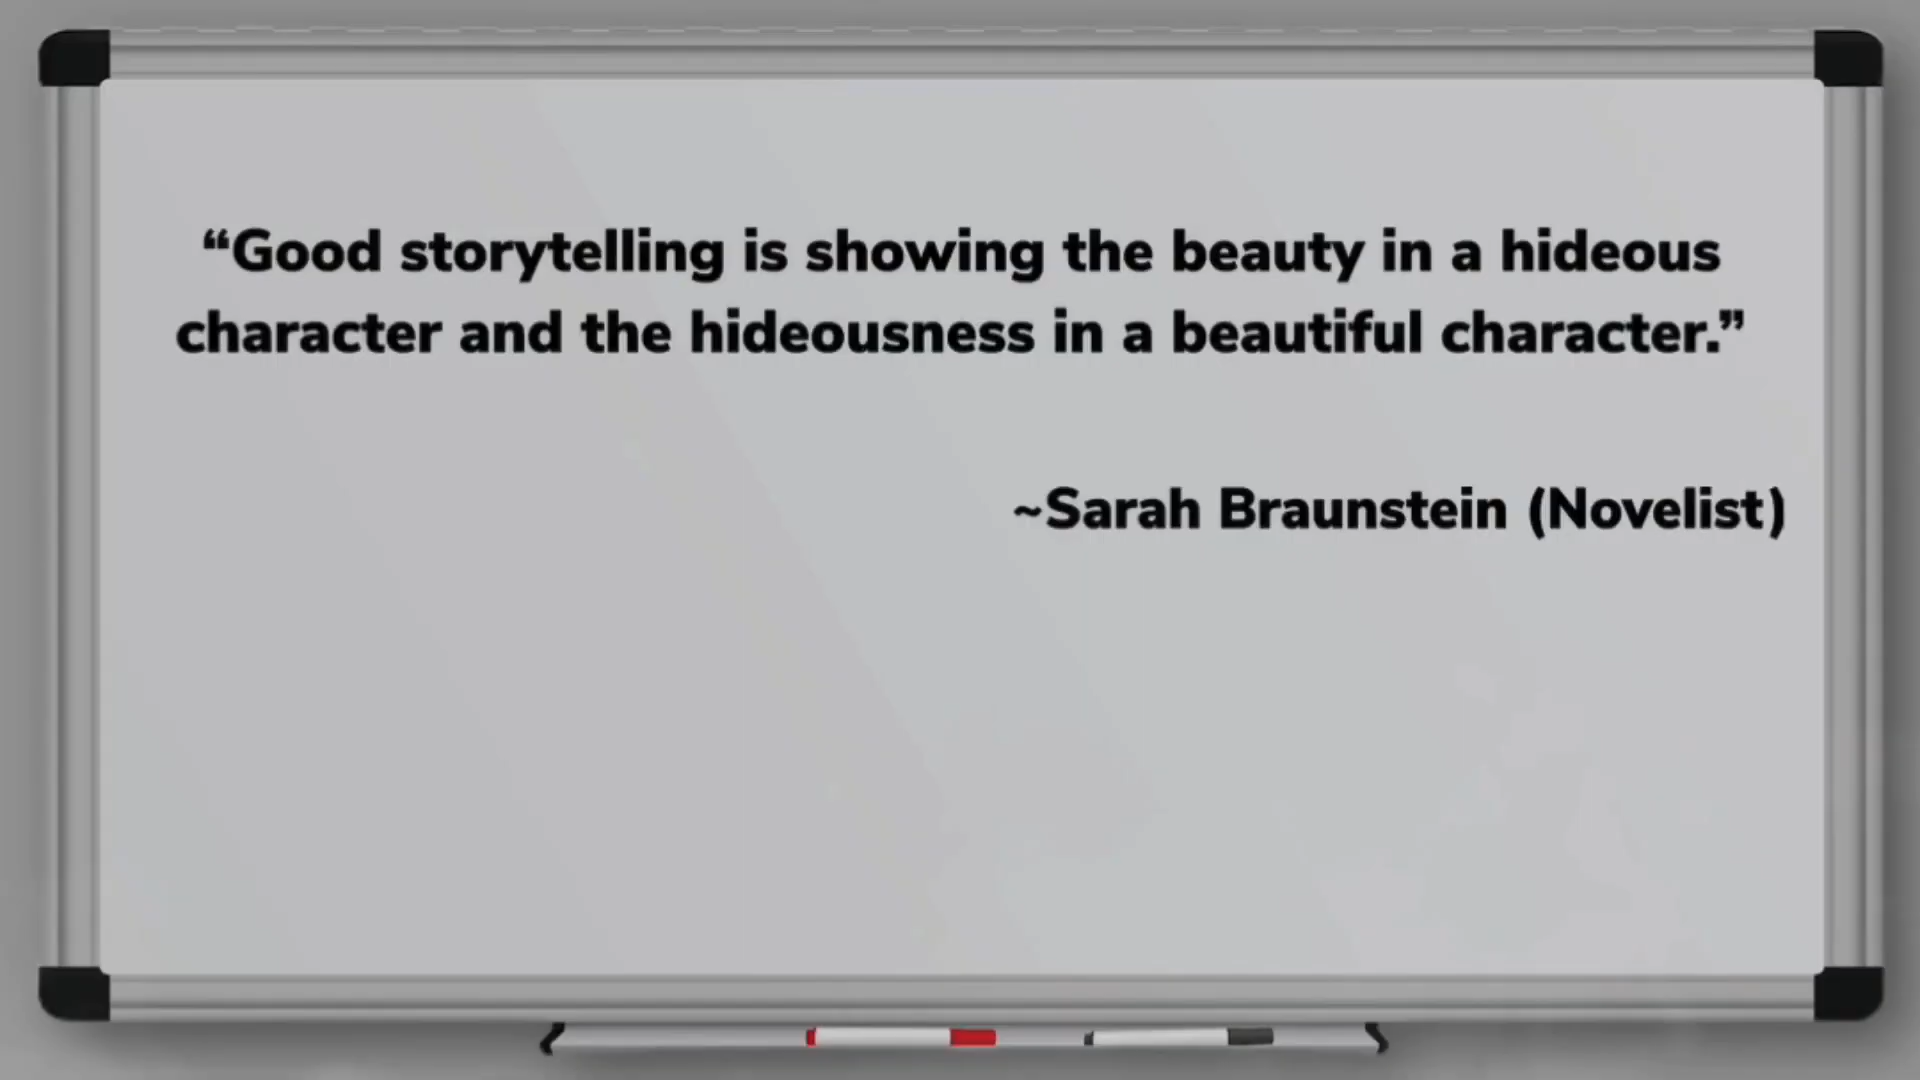 “Good storytelling is showing the beauty in a hideous
character and the hideousness in a beautiful character.”
~Sarah Braunstein (Novelist)